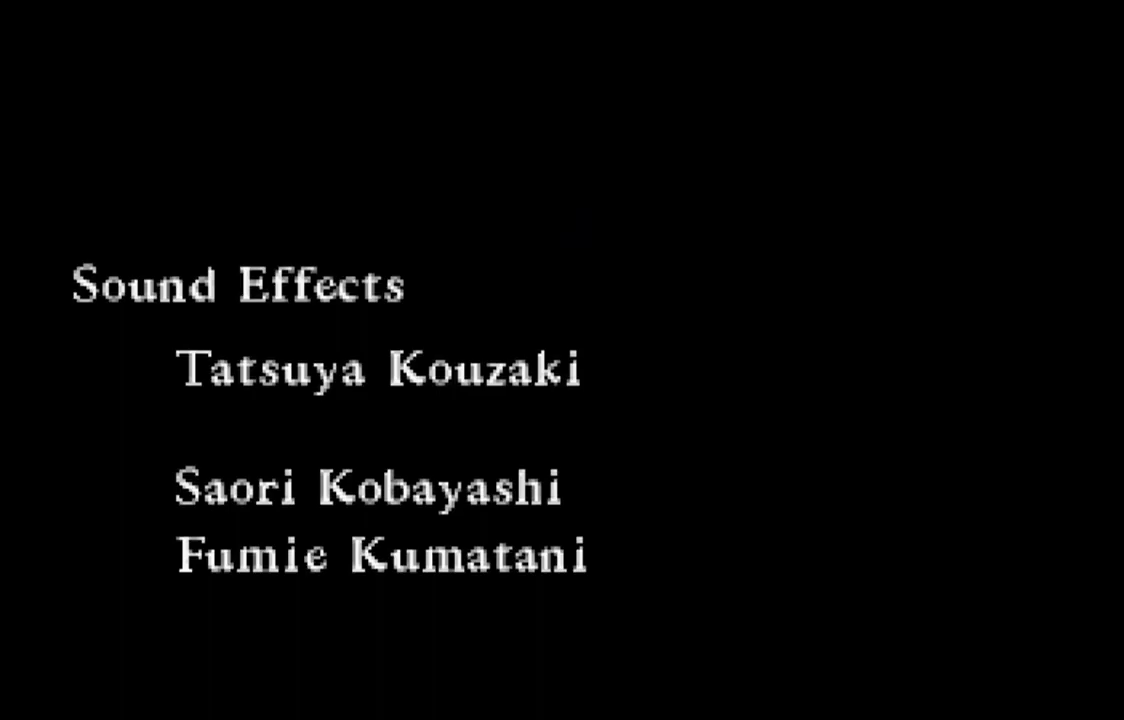 Sound Effects
Tatsuya Kouzaki
Saori Kobayashi
Fumie Kumatani